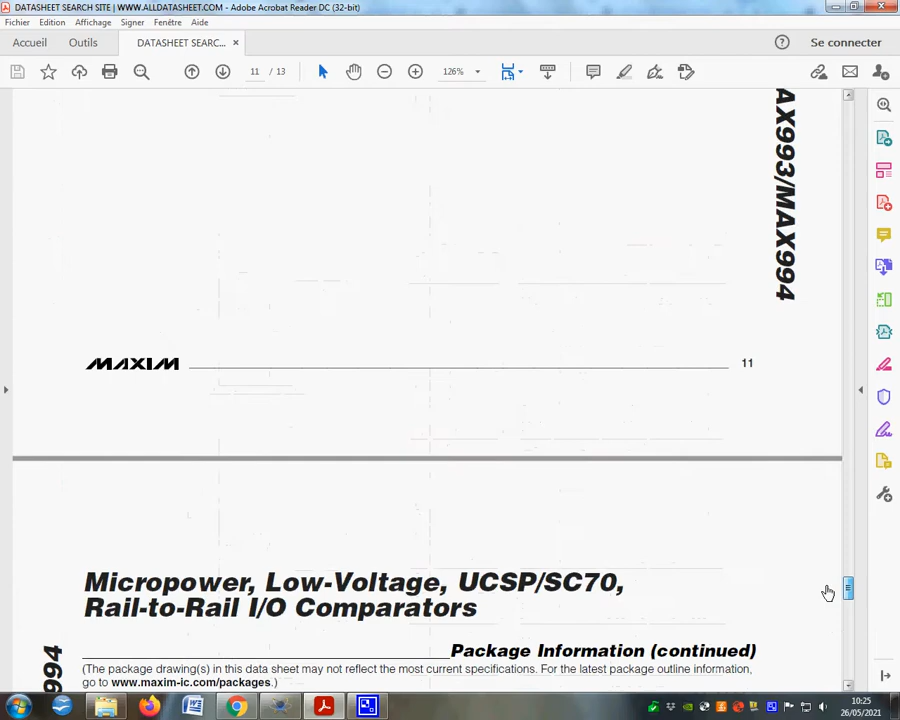 DATASHEET SEARCH SITE | WWW.ALLDATASHEET.COM - Adobe Acrobat Reader DC (32-bit)
Fichier Edition Affichage Signer Fenêtre Aide
Accueil Outils DATASHEET SEARC... × Se connecter
11 / 13 126%
AX993/MAX994
MAXIM 11
Micropower, Low-Voltage, UCSP/SC70,
Rail-to-Rail I/O Comparators
Package Information (continued)
(The package drawing(s) in this data sheet may not reflect the most current specifications. For the latest package outline information,
go to www.maxim-ic.com/packages.)
994
10:25
26/05/2021